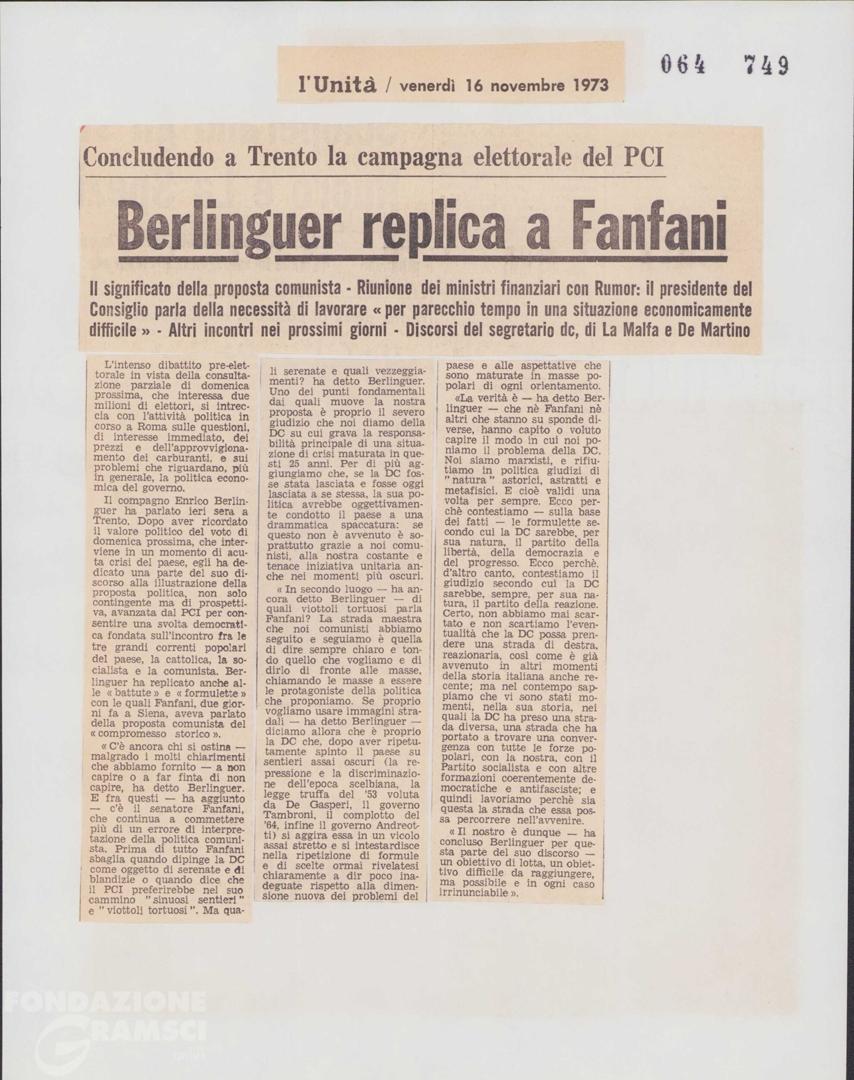 l'Unità / venerdì 16 novembre 1973
064 749
Concludendo a Trento la campagna elettorale del PCI
Berlinguer replica a Fanfani
Il significato della proposta comunista - Riunione dei ministri finanziari con Rumor: il presidente del
Consiglio parla della necessità di lavorare « per parecchio tempo in una situazione economicamente
difficile » - Altri incontri nei prossimi giorni - Discorsi del segretario dc, di La Malfa e De Martino
L'intenso dibattito pre-elet-
torale in vista della consulta-
zione parziale di domenica
prossima, che interessa due
milioni di elettori, si intrec-
cia con l'attività politica in
corso a Roma sulle questioni,
di interesse immediato, dei
prezzi e dell'approvvigiona-
mento dei carburanti, e sui
problemi che riguardano, più
in generale, la politica econo-
mica del governo.
Il compagno Enrico Berlin-
guer ha parlato ieri sera a
Trento. Dopo aver ricordato
il valore politico del voto di
domenica prossima, che inter-
viene in un momento di acu-
ta crisi del paese, egli ha de-
dicato una parte del suo di-
scorso alla illustrazione della
proposta politica, non solo
contingente ma di prospetti-
va, avanzata dal PCI per con-
sentire una svolta democrati-
ca fondata sull'incontro fra le
tre grandi correnti popolari
del paese, la cattolica, la so-
cialista e la comunista. Ber-
linguer ha replicato anche al-
le « battute » e « formulette »
con le quali Fanfani, due gior-
ni fa a Siena, aveva parlato
della proposta comunista del
« compromesso storico ».
« C'è ancora chi si ostina —
malgrado i molti chiarimenti
che abbiamo fornito — a non
capire o a far finta di non
capire, ha detto Berlinguer.
E fra questi — ha aggiunto
— c'è il senatore Fanfani,
che continua a commettere
più di un errore di interpre-
tazione della politica comuni-
sta. Prima di tutto Fanfani
sbaglia quando dipinge la DC
come oggetto di serenate e di
blandizie o quando dice che
il PCI preferirebbe nel suo
cammino "sinuosi sentieri"
e "viottoli tortuosi". Ma qua-
li serenate e quali vezzeggia-
menti? ha detto Berlinguer.
Uno dei punti fondamentali
dai quali muove la nostra
proposta è proprio il severo
giudizio che noi diamo della
DC su cui grava la responsa-
bilità principale di una situa-
zione di crisi maturata in que-
sti 25 anni. Per di più ag-
giungiamo che, se la DC fos-
se stata lasciata e fosse oggi
lasciata a se stessa, la sua po-
litica avrebbe oggettivamen-
te condotto il paese a una
drammatica spaccatura: se
questo non è avvenuto è so-
prattutto grazie a noi comu-
nisti, alla nostra costante e
tenace iniziativa unitaria an-
che nei momenti più oscuri.
« In secondo luogo — ha an-
cora detto Berlinguer — di
quali viottoli tortuosi parla
Fanfani? La strada maestra
che noi comunisti abbiamo
seguito e seguiamo è quella
di dire sempre chiaro e ton-
do quello che vogliamo e di
dirlo di fronte alle masse,
chiamando le masse a essere
le protagoniste della politica
che proponiamo. Se proprio
vogliamo usare immagini stra-
dali — ha detto Berlinguer —
diciamo allora che è proprio
la DC che, dopo aver ripetu-
tamente spinto il paese su
sentieri assai oscuri (la re-
pressione e la discriminazio-
ne dell'epoca scelbiana, la
legge truffa del '53 voluta
da De Gasperi, il governo
Tambroni, il complotto del
'64, infine il governo Andreot-
ti) si aggira essa in un vicolo
assai stretto e si intestardisce
nella ripetizione di formule
e di scelte ormai rivelatesi
chiaramente a dir poco ina-
deguate rispetto alla dimen-
sione nuova dei problemi del
paese e alle aspettative che
sono maturate in masse po-
polari di ogni orientamento.
«La verità è — ha detto Ber-
linguer — che nè Fanfani nè
altri che stanno su sponde di-
verse, hanno capito o voluto
capire il modo in cui noi po-
niamo il problema della DC.
Noi siamo marxisti, e rifiu-
tiamo in politica giudizi di
"natura" astorici, astratti e
metafisici. E cioè validi una
volta per sempre. Ecco per-
chè contestiamo — sulla base
dei fatti — le formulette se-
condo cui la DC sarebbe, per
sua natura, il partito della
libertà, della democrazia e
del progresso. Ecco perchè,
d'altro canto, contestiamo il
giudizio secondo cui la DC
sarebbe, sempre, per sua na-
tura, il partito della reazione.
Certo, non abbiamo mai scar-
tato e non scartiamo l'even-
tualità che la DC possa pren-
dere una strada di destra,
reazionaria, così come è già
avvenuto in altri momenti
della storia italiana anche re-
cente; ma nel contempo sap-
piamo che vi sono stati mo-
menti, nella sua storia, nei
quali la DC ha preso una stra-
da diversa, una strada che ha
portato a trovare una conver-
genza con tutte le forze po-
polari, con la nostra, con il
Partito socialista e con altre
formazioni coerentemente de-
mocratiche e antifasciste; e
quindi lavoriamo perchè sia
questa la strada che essa pos-
sa percorrere nell'avvenire.
« Il nostro è dunque — ha
concluso Berlinguer per que-
sta parte del suo discorso —
un obiettivo di lotta, un obiet-
tivo difficile da raggiungere,
ma possibile e in ogni caso
irrinunciabile ».
FONDAZIONE
GRAMSCI
onlus